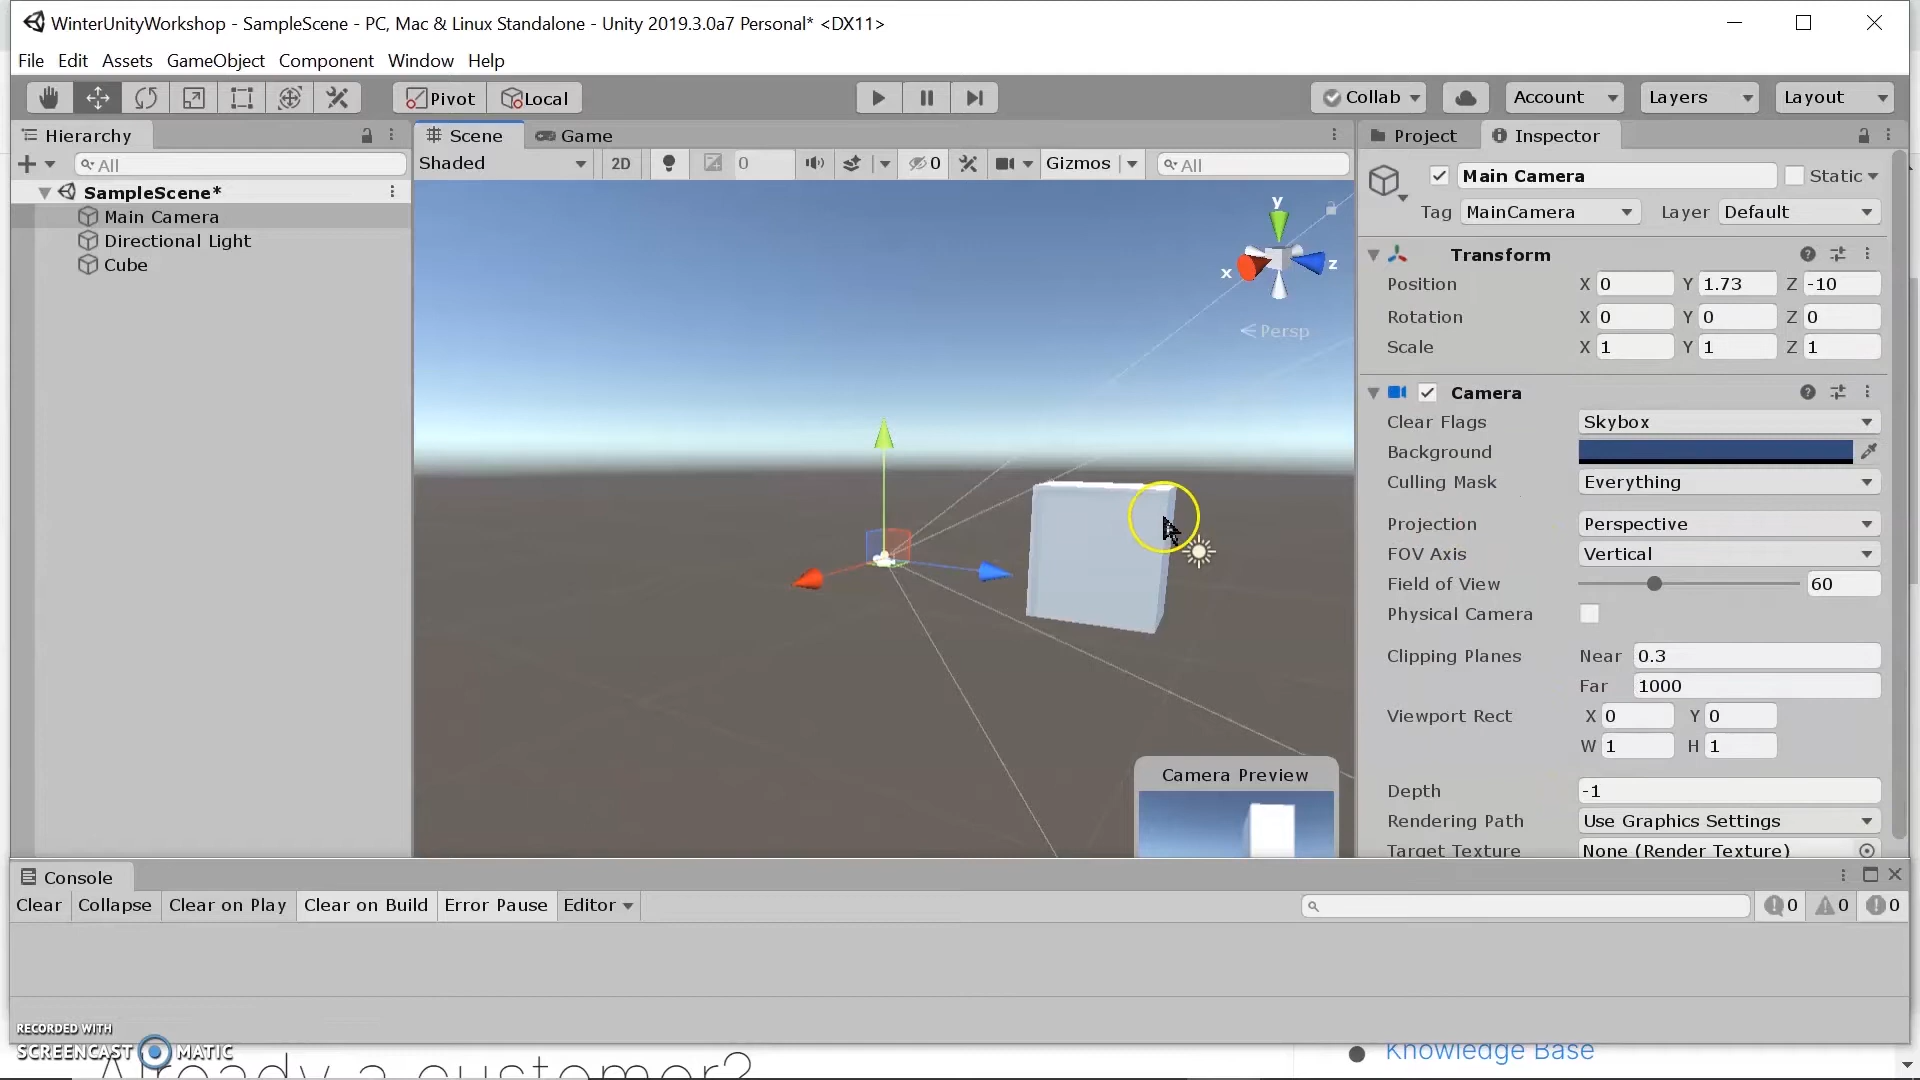 WinterUnityWorkshop - SampleScene - PC, Mac & Linux Standalone - Unity 2019.3.0a7 Personal* <DX11>
File Edit Assets GameObject Component Window Help
Pivot Local Collab Account Layers Layout
Hierarchy Scene Game Project Inspector
All Shaded 2D 0 0 Gizmos All
Main Camera Static
SampleScene*
Main Camera
Directional Light
Cube
y
x z
Persp
Tag MainCamera Layer Default
Transform
Position X 0 Y 1.73 Z -10
Rotation X 0 Y 0 Z 0
Scale X 1 Y 1 Z 1
Camera
Clear Flags Skybox
Background
Culling Mask Everything
Projection Perspective
FOV Axis Vertical
Field of View 60
Physical Camera
Clipping Planes Near 0.3
Far 1000
Viewport Rect X 0 Y 0
W 1 H 1
Depth -1
Rendering Path Use Graphics Settings
Target Texture None (Render Texture)
Camera Preview
Console
Clear Collapse Clear on Play Clear on Build Error Pause Editor 0 0 0
RECORDED WITH
SCREENCAST MATIC
Already a customer?
Knowledge Base